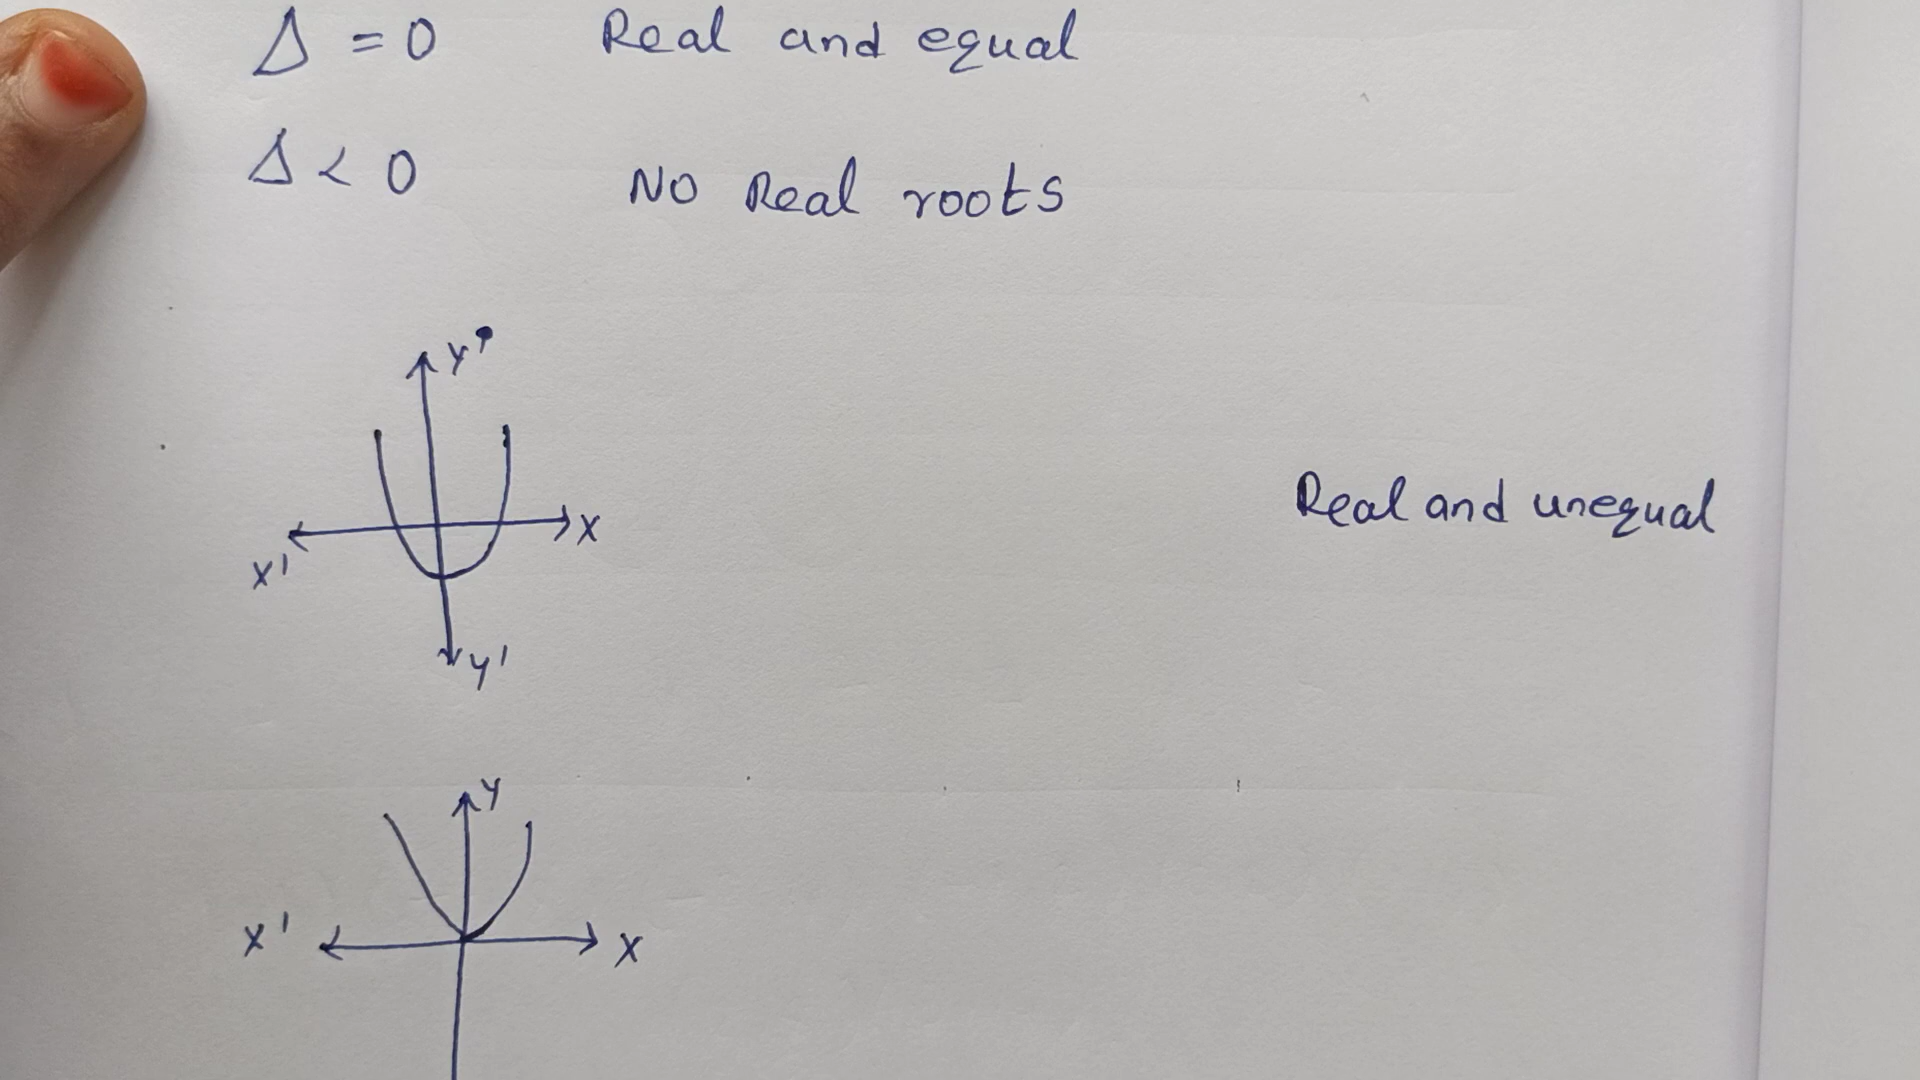 Δ = 0 Real and equal
Δ < 0 No Real roots
Y
X' X
Real and unequal
Y'
Y
X' X